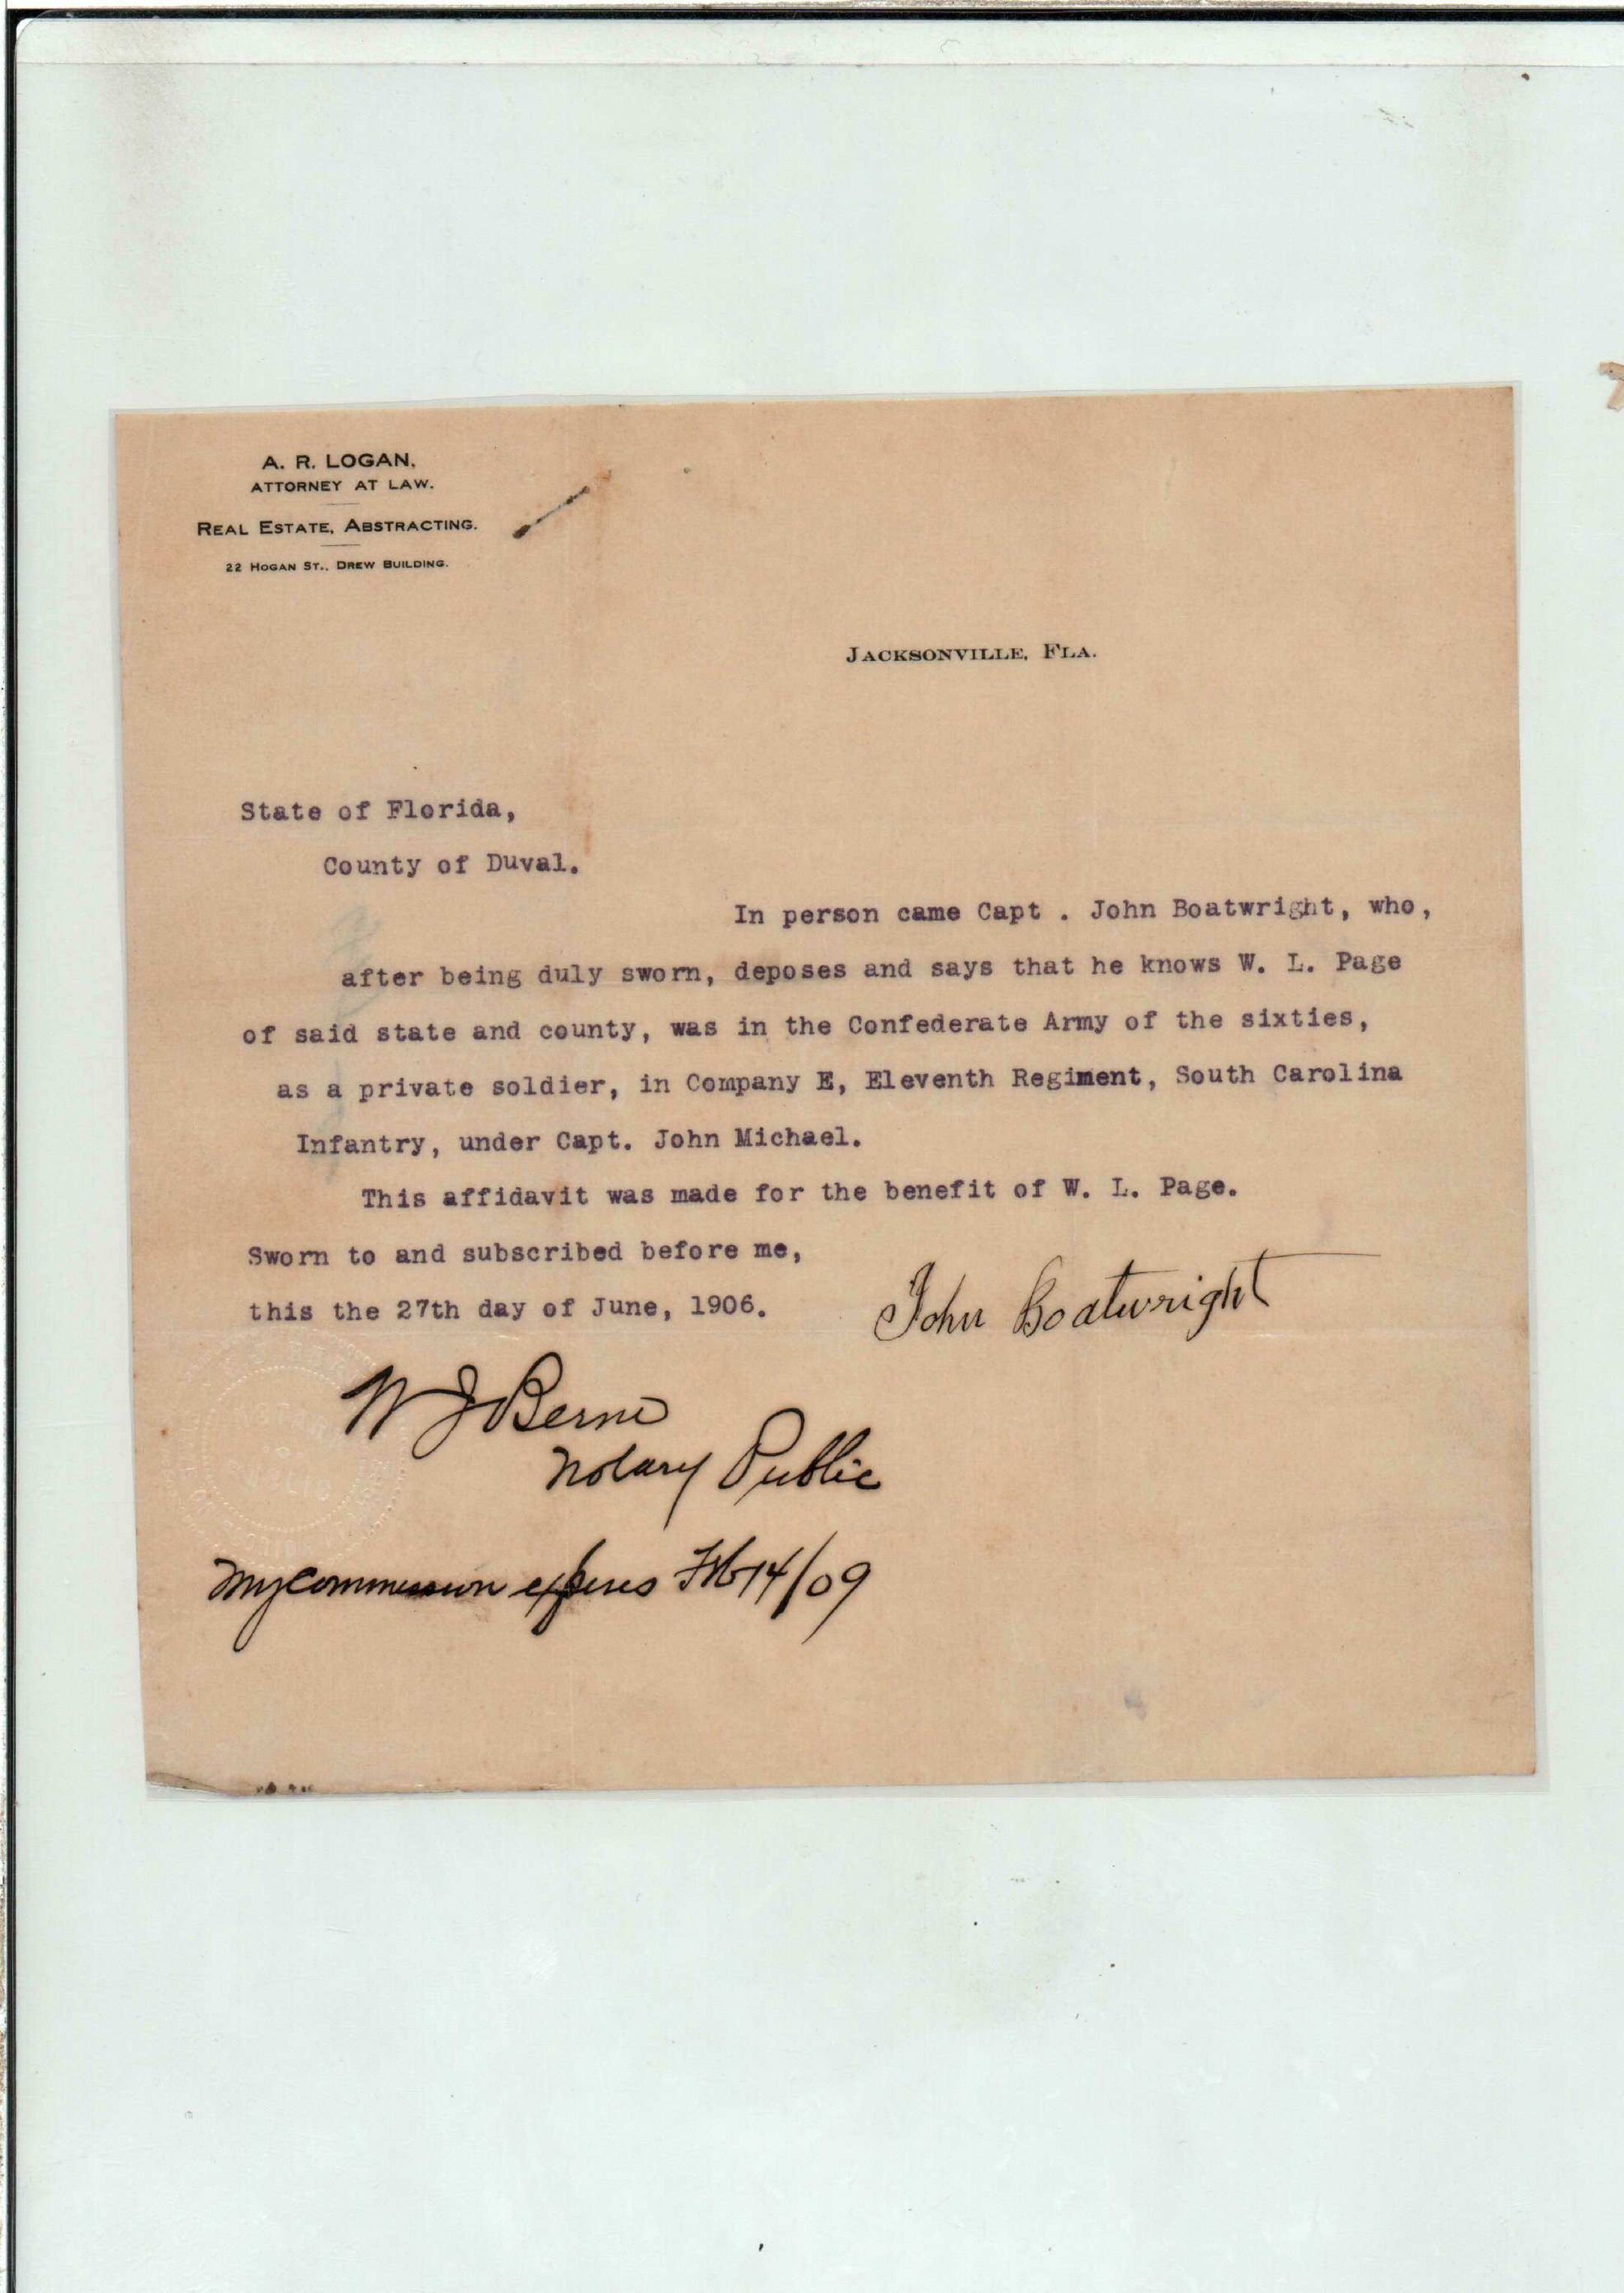 A. R. LOGAN,
ATTORNEY AT LAW.
REAL ESTATE, ABSTRACTING.
22 HOGAN ST., DREW BUILDING.
JACKSONVILLE, FLA.
State of Florida,
County of Duval.
In person came Capt . John Boatwright, who,
after being duly sworn, deposes and says that he knows W. L. Page
of said state and county, was in the Confederate Army of the sixties,
as a private soldier, in Company E, Eleventh Regiment, South Carolina
Infantry, under Capt. John Michael.
This affidavit was made for the benefit of W. L. Page.
Sworn to and subscribed before me,
this the 27th day of June, 1906.
John Boatwright
W J Berne
Notary Public
My Commission expires Feb 14/09